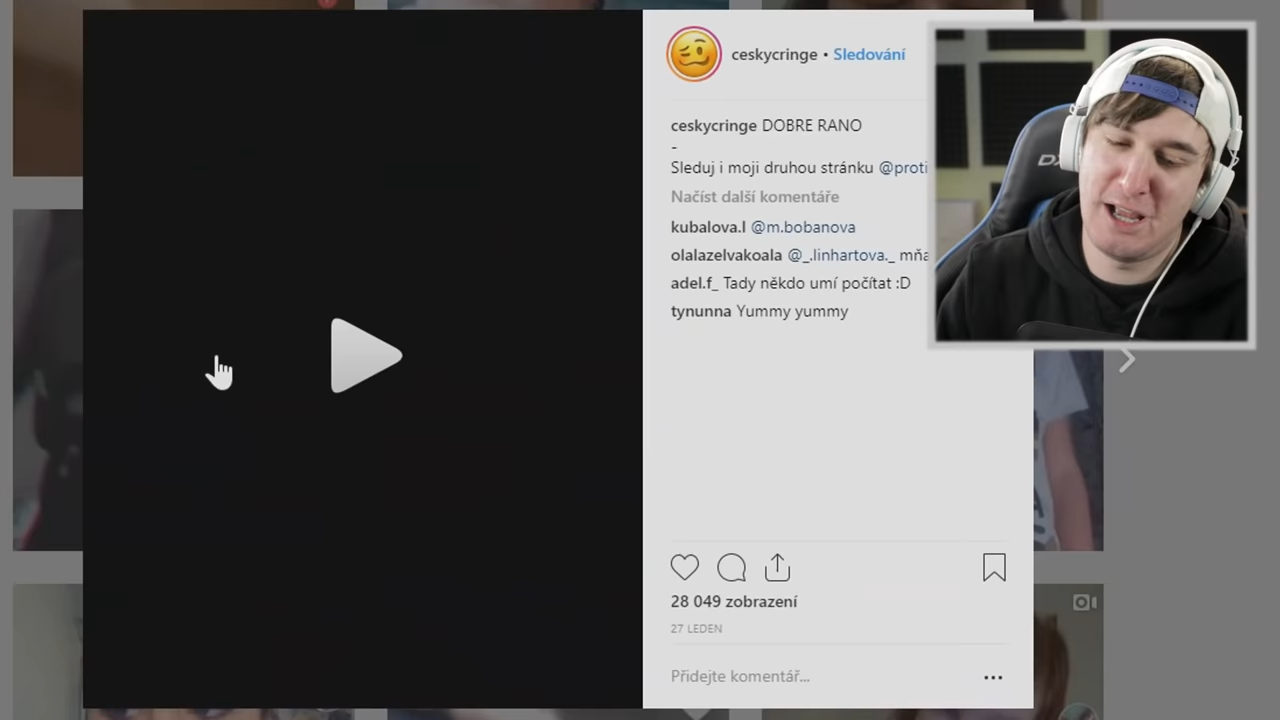 ceskycringe • Sledování
ceskycringe DOBRE RANO
-
Sleduj i moji druhou stránku @proti
Načíst další komentáře
kubalova.l @m.bobanova
olalazelvakoala @_.linhartova._ mňa
adel.f_ Tady někdo umí počítat :D
tynunna Yummy yummy
28 049 zobrazení
27 LEDEN
Přidejte komentář...